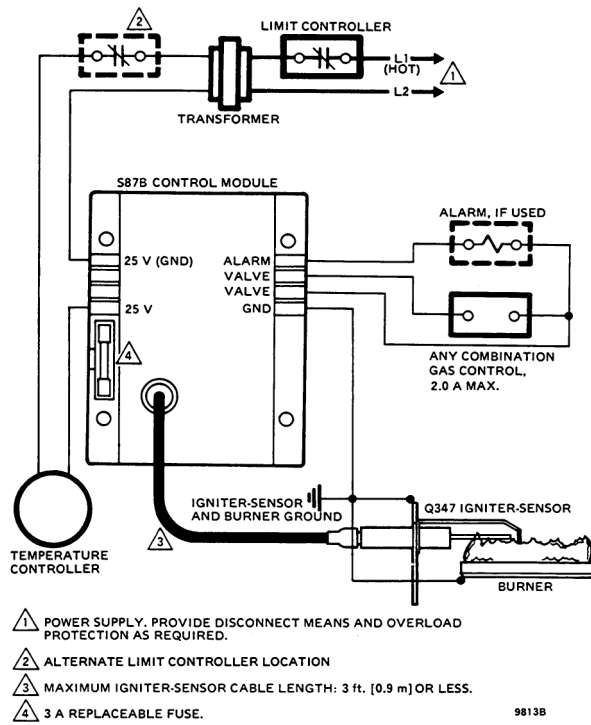 2
LIMIT CONTROLLER
L1
(HOT)
1
L2
TRANSFORMER
S87B CONTROL MODULE
ALARM, IF USED
25 V (GND)
ALARM
VALVE
VALVE
25 V
GND
4
ANY COMBINATION
GAS CONTROL,
2.0 A MAX.
IGNITER-SENSOR
AND BURNER GROUND
Q347 IGNITER-SENSOR
3
TEMPERATURE
CONTROLLER
BURNER
1 POWER SUPPLY. PROVIDE DISCONNECT MEANS AND OVERLOAD
PROTECTION AS REQUIRED.
2 ALTERNATE LIMIT CONTROLLER LOCATION
3 MAXIMUM IGNITER-SENSOR CABLE LENGTH: 3 ft. [0.9 m] OR LESS.
4 3 A REPLACEABLE FUSE.
9813B